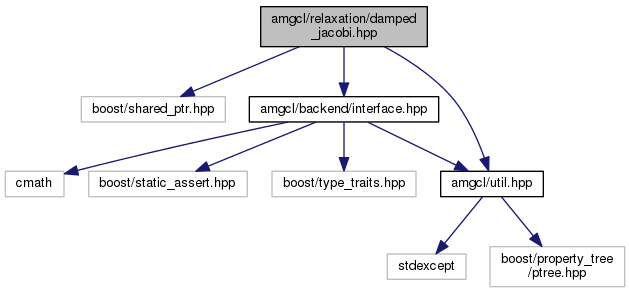 amgcl/relaxation/damped
_jacobi.hpp
boost/shared_ptr.hpp
amgcl/backend/interface.hpp
cmath
boost/static_assert.hpp
boost/type_traits.hpp
amgcl/util.hpp
stdexcept
boost/property_tree
/ptree.hpp